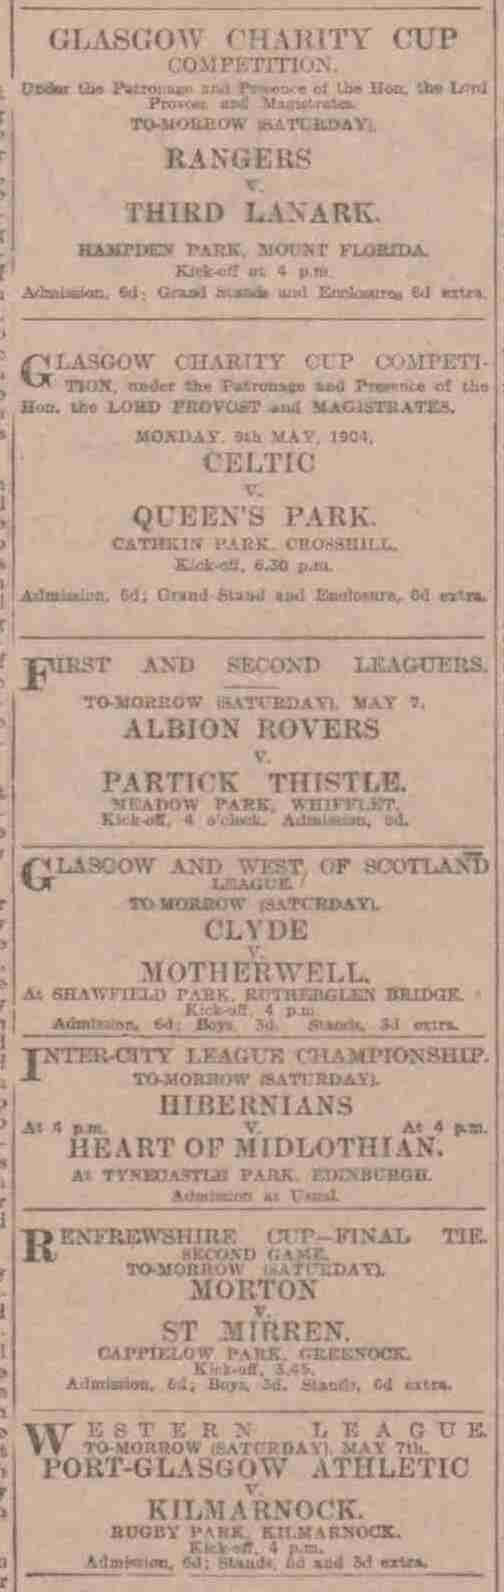 GLASGOW CHARITY CUP
COMPETITION.
Under the Patronage and Presence of the Hon. the Lord
Provost and Magistrates.
TO-MORROW (SATURDAY).
RANGERS
v.
THIRD LANARK.
HAMPDEN PARK, MOUNT FLORIDA.
Kick-off at 4 p.m.
Admission, 6d; Grand Stands and Enclosures 6d extra.
GLASGOW CHARITY CUP COMPETI-
TION, under the Patronage and Presence of the
Hon. the LORD PROVOST and MAGISTRATES.
MONDAY, 9th MAY, 1904.
CELTIC
v.
QUEEN'S PARK.
CATHKIN PARK, CROSSHILL.
Kick-off, 6.30 p.m.
Admission, 6d; Grand Stand and Enclosure, 6d extra.
FIRST AND SECOND LEAGUERS.
TO-MORROW (SATURDAY), MAY 7.
ALBION ROVERS
v.
PARTICK THISTLE.
MEADOW PARK, WHIFFLET.
Kick-off, 4 o'clock. Admission,
GLASGOW AND WEST OF SCOTLAND
LEAGUE.
TO-MORROW (SATURDAY).
CLYDE
v.
MOTHERWELL.
At SHAWFIELD PARK, RUTHERGLEN BRIDGE.
Kick-off, 4 p.m.
Admission, 6d; Boys, 3d. Stands, 3d extra.
INTER-CITY LEAGUE CHAMPIONSHIP.
TO-MORROW (SATURDAY).
HIBERNIANS
At 4 p.m. v. At 4 p.m.
HEART OF MIDLOTHIAN.
At TYNECASTLE PARK, EDINBURGH.
Admission as Usual.
RENFREWSHIRE CUP—FINAL TIE.
SECOND GAME.
TO-MORROW (SATURDAY).
MORTON
v.
ST MIRREN.
CAPPIELOW PARK, GREENOCK.
Kick-off, 3.45.
Admission, 6d; Boys, 3d. Stands, 6d extra.
WESTERN LEAGUE.
TO-MORROW (SATURDAY), MAY 7th.
PORT-GLASGOW ATHLETIC
v.
KILMARNOCK.
RUGBY PARK, KILMARNOCK.
Kick-off, 4 p.m.
Admission, 6d; Stands, 6d and 3d extra.